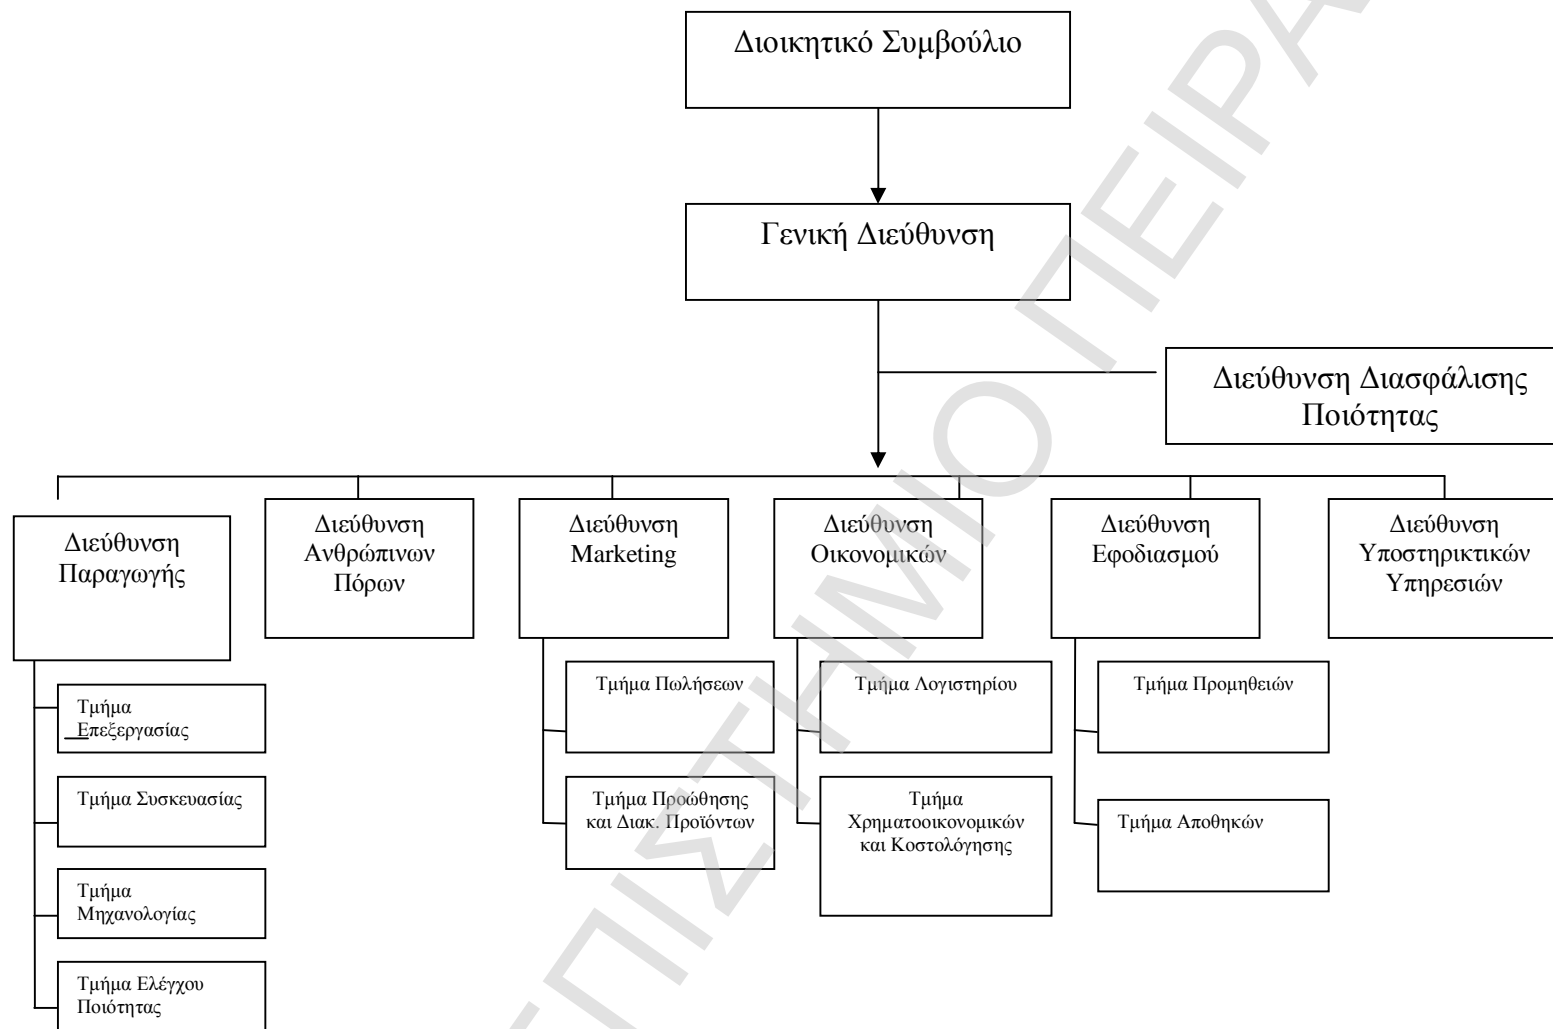 Διοικητικό Συμβούλιο
Γενική Διεύθυνση
Διεύθυνση Διασφάλισης
Ποιότητας
Διεύθυνση
Παραγωγής
Διεύθυνση
Ανθρώπινων
Πόρων
Διεύθυνση
Marketing
Διεύθυνση
Οικονομικών
Διεύθυνση
Εφοδιασμού
Διεύθυνση
Υποστηρικτικών
Υπηρεσιών
Τμήμα
Επεξεργασίας
Τμήμα Συσκευασίας
Τμήμα
Μηχανολογίας
Τμήμα Ελέγχου
Ποιότητας
Τμήμα Πωλήσεων
Τμήμα Προώθησης
και Διακ. Προϊόντων
Τμήμα Λογιστηρίου
Τμήμα
Χρηματοοικονομικών
και Κοστολόγησης
Τμήμα Προμηθειών
Τμήμα Αποθηκών
ΕΠΙΣΤΗΜΙΟ ΠΕΙΡΑ